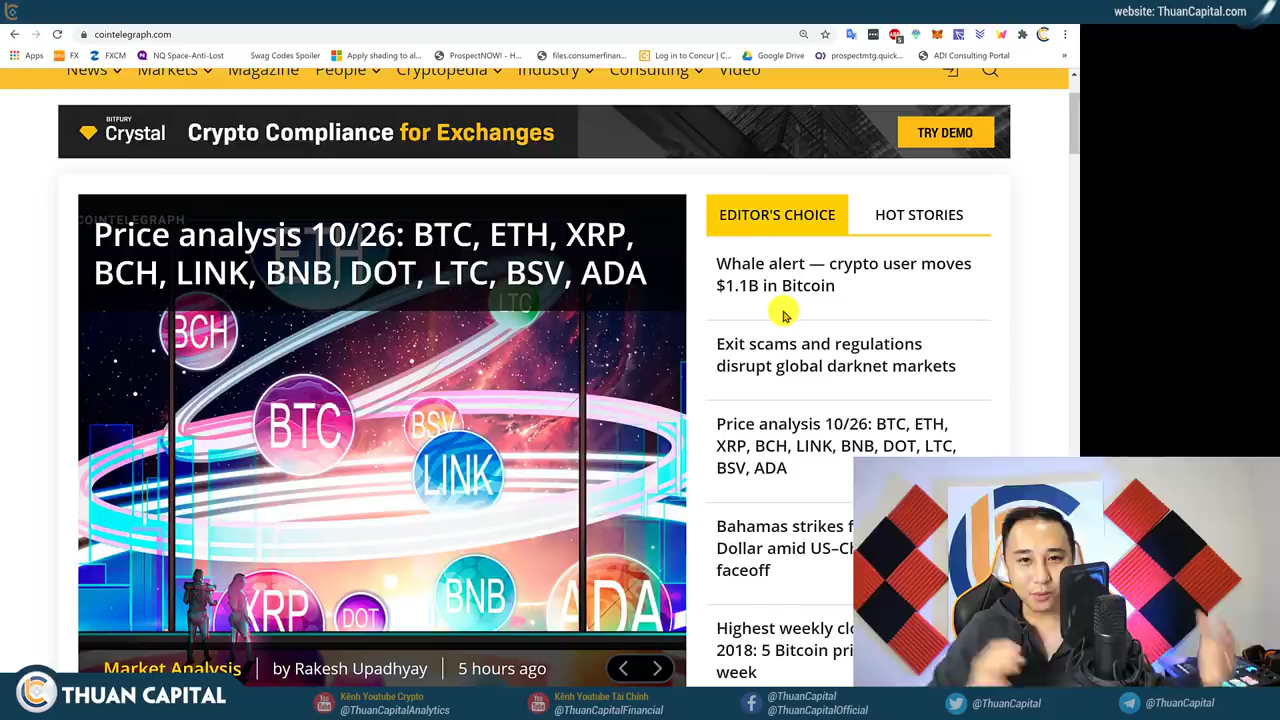 website: ThuanCapital.com
cointelegraph.com
Apps
FX
FXCM
NQ Space-Anti-Lost
Swag Codes Spoiler
Apply shading to al...
ProspectNOW! - H...
files.consumerfinan...
Log in to Concur | C...
Google Drive
prospectmtg.quick...
ADI Consulting Portal
»
News
Markets
Magazine
People
Cryptopedia
Industry
Consulting
Video
BITFURY
Crystal
Crypto Compliance for Exchanges
TRY DEMO
COINTELEGRAPH
Price analysis 10/26: BTC, ETH, XRP,
BCH, LINK, BNB, DOT, LTC, BSV, ADA
ETH
LTC
BCH
BTC
BSV
LINK
XRP
DOT
BNB
ADA
Market Analysis
by Rakesh Upadhyay
5 hours ago
EDITOR'S CHOICE
HOT STORIES
Whale alert — crypto user moves
$1.1B in Bitcoin
Exit scams and regulations
disrupt global darknet markets
Price analysis 10/26: BTC, ETH,
XRP, BCH, LINK, BNB, DOT, LTC,
BSV, ADA
Bahamas strikes
Dollar amid US–
faceoff
Highest weekly
2018: 5 Bitcoin
week
THUAN CAPITAL
Kênh Youtube Crypto
@ThuanCapitalAnalytics
Kênh Youtube Tài Chính
@ThuanCapitalFinancial
@ThuanCapital
@ThuanCapitalOfficial
@ThuanCapital
@ThuanCapital